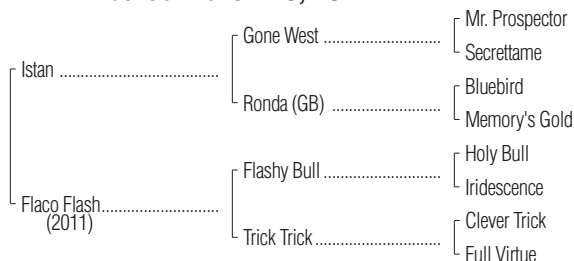 Mr. Prospector
Gone West
Secrettame
Istan
Bluebird
Ronda (GB)
Memory's Gold
Holy Bull
Flashy Bull
Iridescence
Flaco Flash
(2011)
Clever Trick
Trick Trick
Full Virtue